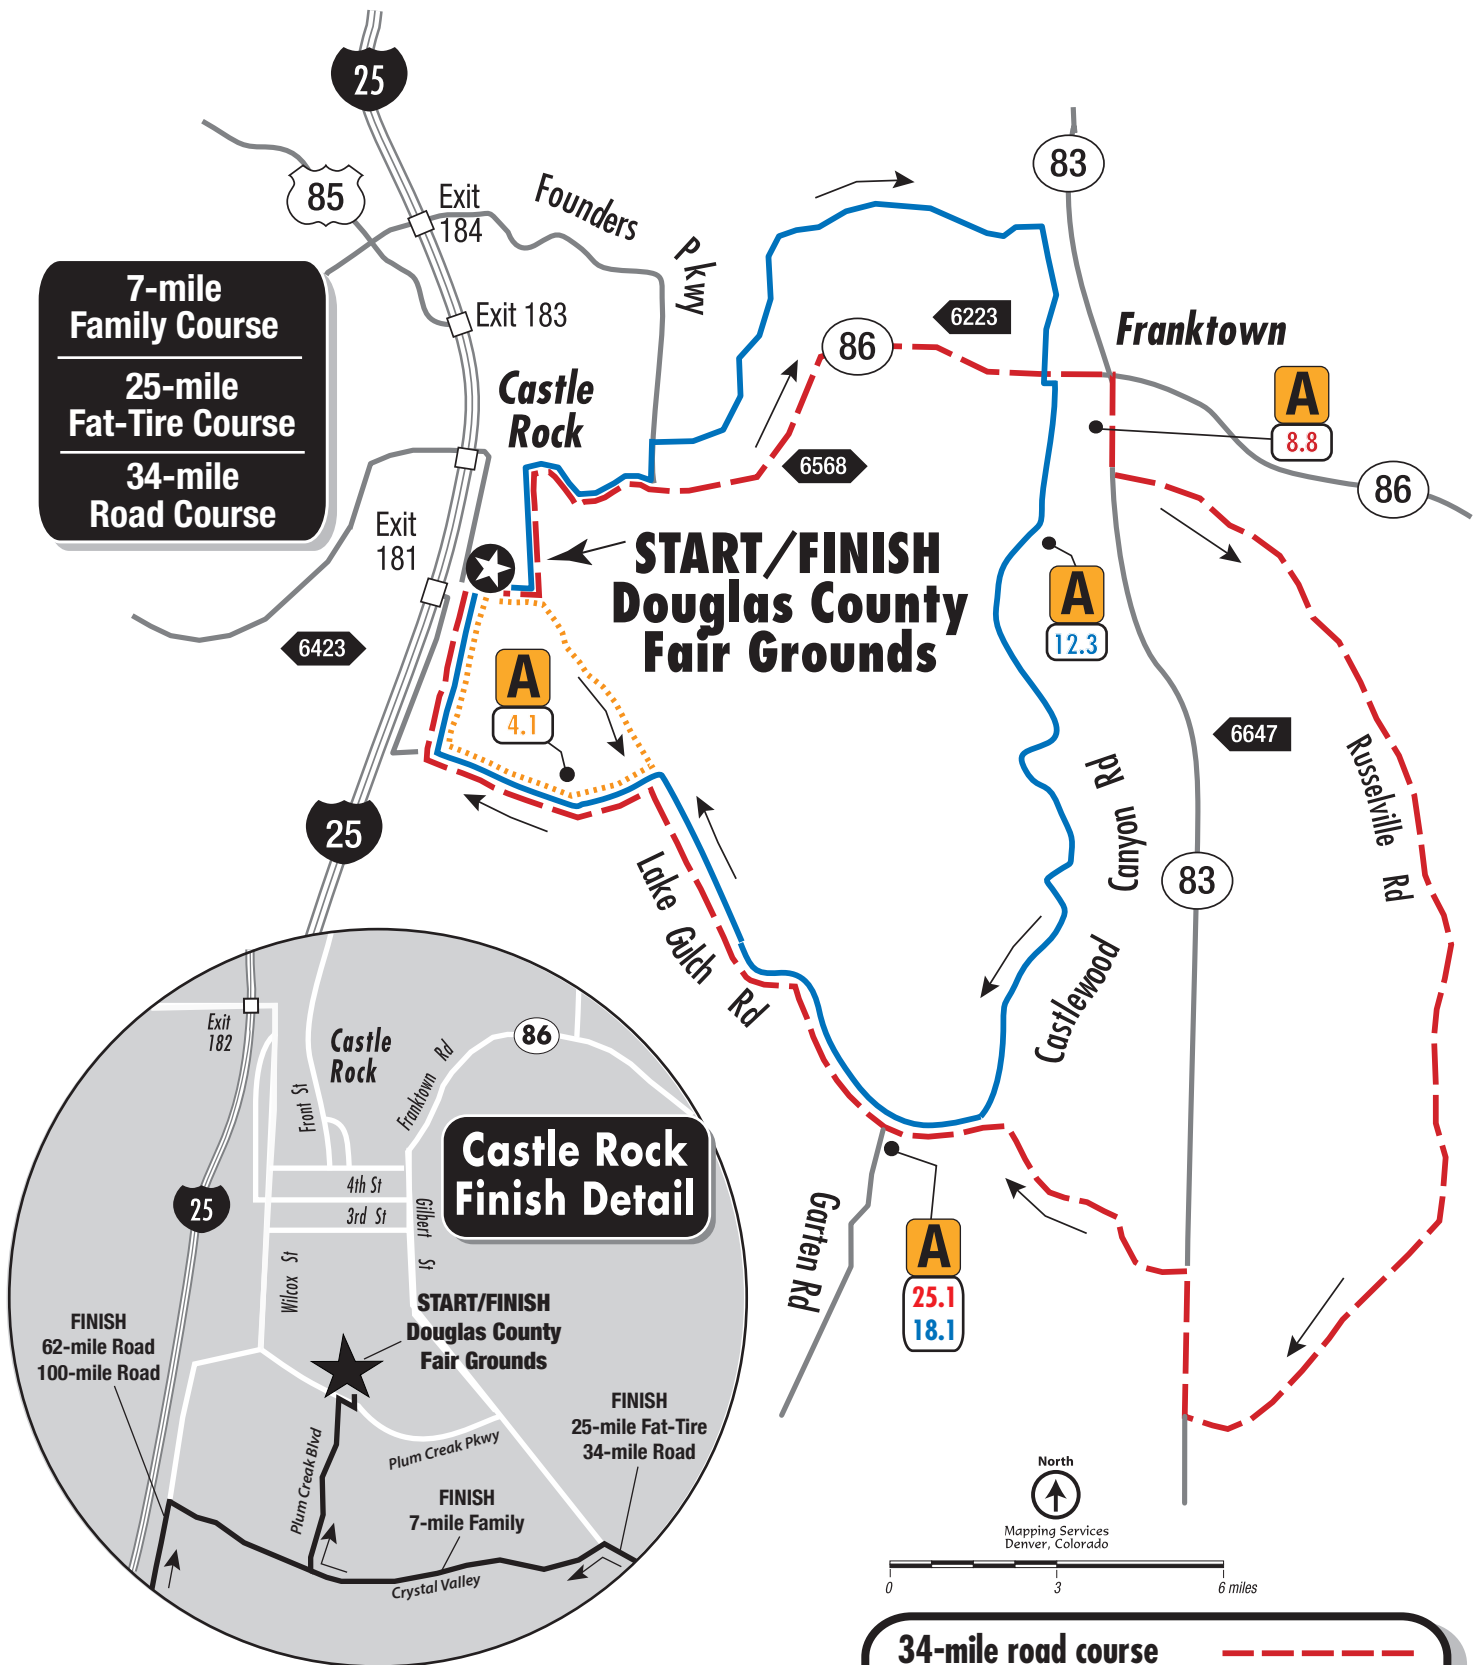 25
85
Exit
184
Founders
Pkwy
83
7-mile
Family Course
25-mile
Fat-Tire Course
34-mile
Road Course
Exit 183
86
6223
Franktown
Castle
Rock
A
8.8
6568
86
Exit
181
START/FINISH
Douglas County
Fair Grounds
A
12.3
6423
A
4.1
6647
Russelville Rd
25
Castlewood Canyon Rd
83
Lake Gulch Rd
Exit
182
Castle
Rock
86
Front St
Franktown Rd
Castle Rock
Finish Detail
25
4th St
3rd St
Gilbert St
Wilcox St
Garten Rd
A
25.1
18.1
START/FINISH
Douglas County
Fair Grounds
FINISH
62-mile Road
100-mile Road
FINISH
25-mile Fat-Tire
34-mile Road
Plum Creak Blvd
Plum Creak Pkwy
FINISH
7-mile Family
Crystal Valley
North
Mapping Services
Denver, Colorado
0 3 6 miles
34-mile road course